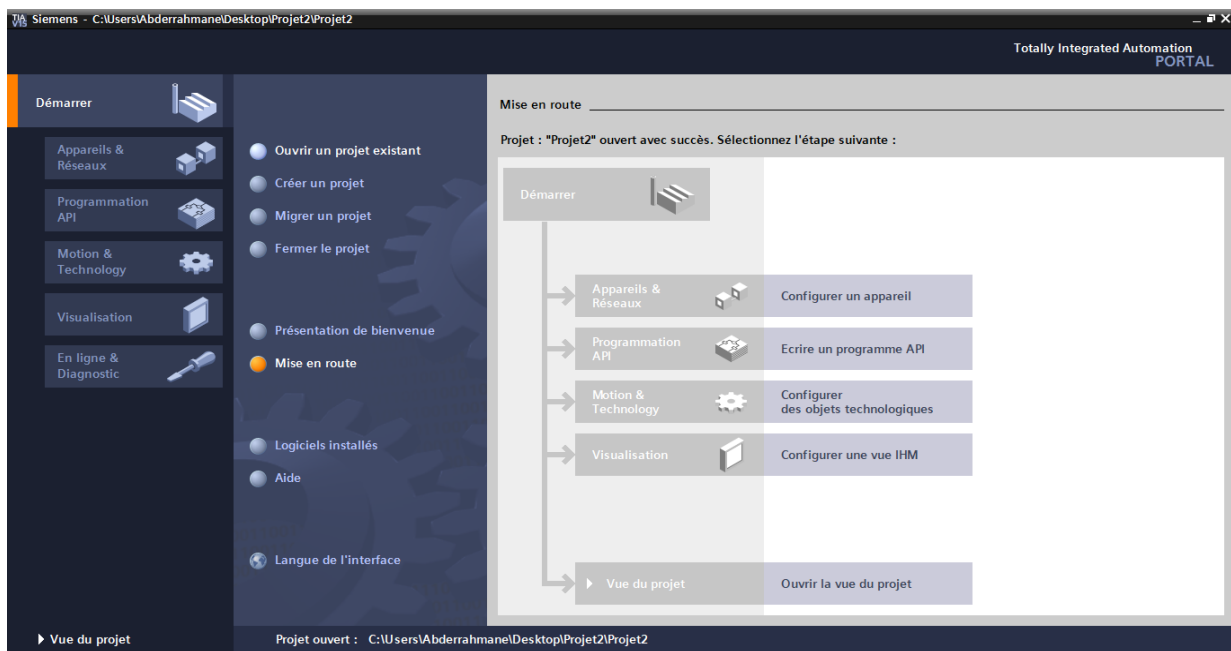 Siemens - C:\Users\Abderrahmane\Desktop\Projet2\Projet2
Totally Integrated Automation
PORTAL
Démarrer
Appareils &
Réseaux
Programmation
API
Motion &
Technology
Visualisation
En ligne &
Diagnostic
Ouvrir un projet existant
Créer un projet
Migrer un projet
Fermer le projet
Présentation de bienvenue
Mise en route
Logiciels installés
Aide
Langue de l'interface
Mise en route
Projet : "Projet2" ouvert avec succès. Sélectionnez l'étape suivante :
Démarrer
Appareils &
Réseaux
Configurer un appareil
Programmation
API
Ecrire un programme API
Motion &
Technology
Configurer
des objets technologiques
Visualisation
Configurer une vue IHM
Vue du projet
Ouvrir la vue du projet
Vue du projet
Projet ouvert : C:\Users\Abderrahmane\Desktop\Projet2\Projet2